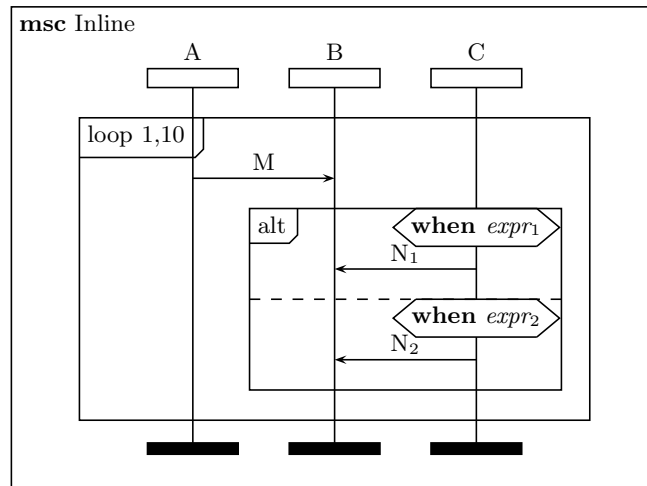 msc Inline
A B C
loop 1,10
M
alt
when expr₁
N₁
when expr₂
N₂